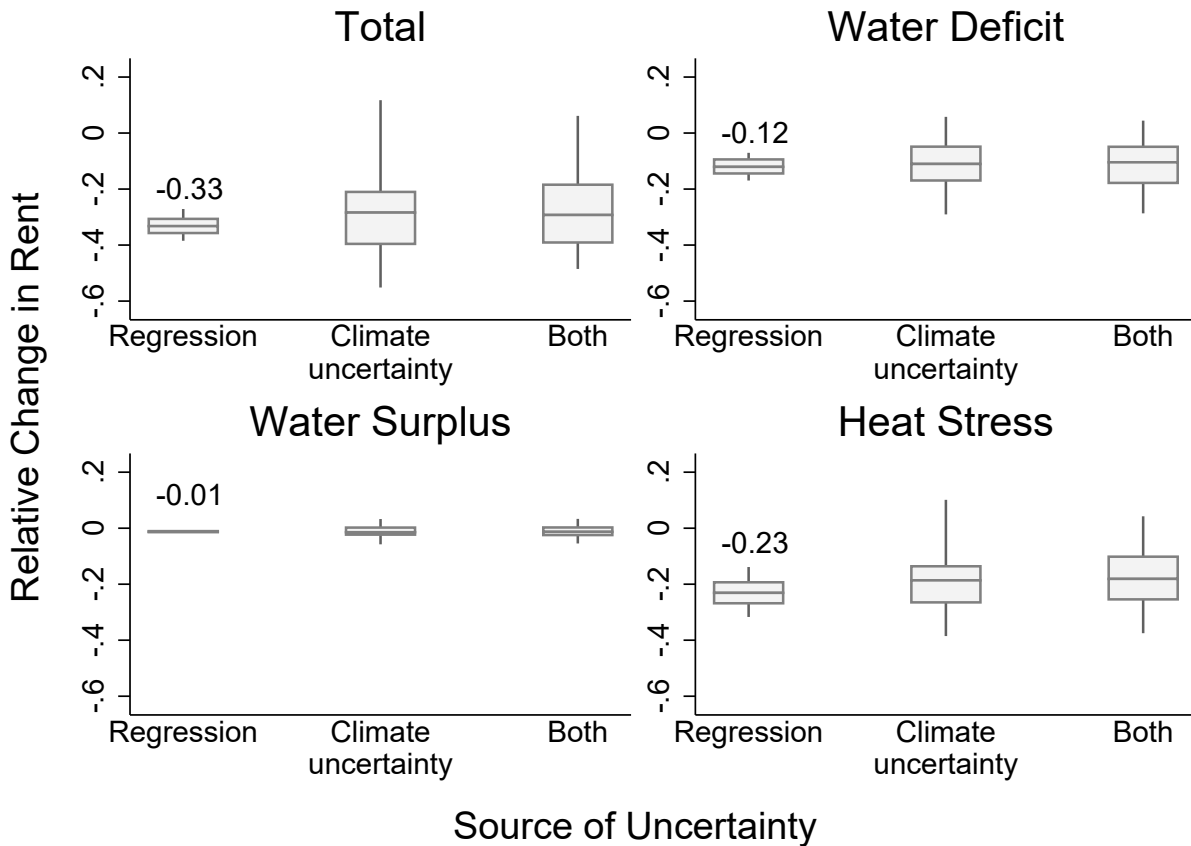 Total
.2
0
-.2
-.4
-.6
-0.33
Regression
Climate
uncertainty
Both
Water Deficit
.2
0
-.2
-.4
-.6
-0.12
Regression
Climate
uncertainty
Both
Water Surplus
.2
0
-.2
-.4
-.6
-0.01
Regression
Climate
uncertainty
Both
Heat Stress
.2
0
-.2
-.4
-.6
-0.23
Regression
Climate
uncertainty
Both
Relative Change in Rent
Source of Uncertainty